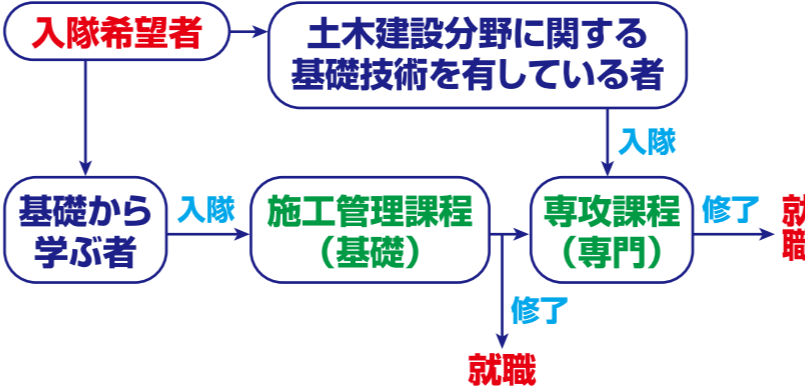 入隊希望者
土木建設分野に関する
基礎技術を有している者
入隊
基礎から
学ぶ者
入隊
施工管理課程
（基礎）
専攻課程
（専門）
修了
就
職
修了
就職